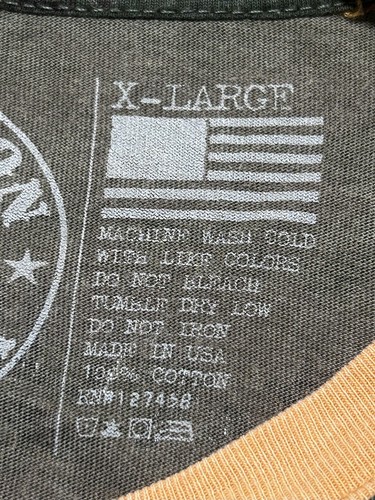 X-LARGE
MACHINE WASH COLD
WITH LIKE COLORS
DO NOT BLEACH
TUMBLE DRY LOW
DO NOT IRON
MADE IN USA
100% COTTON
RN#127458
ON